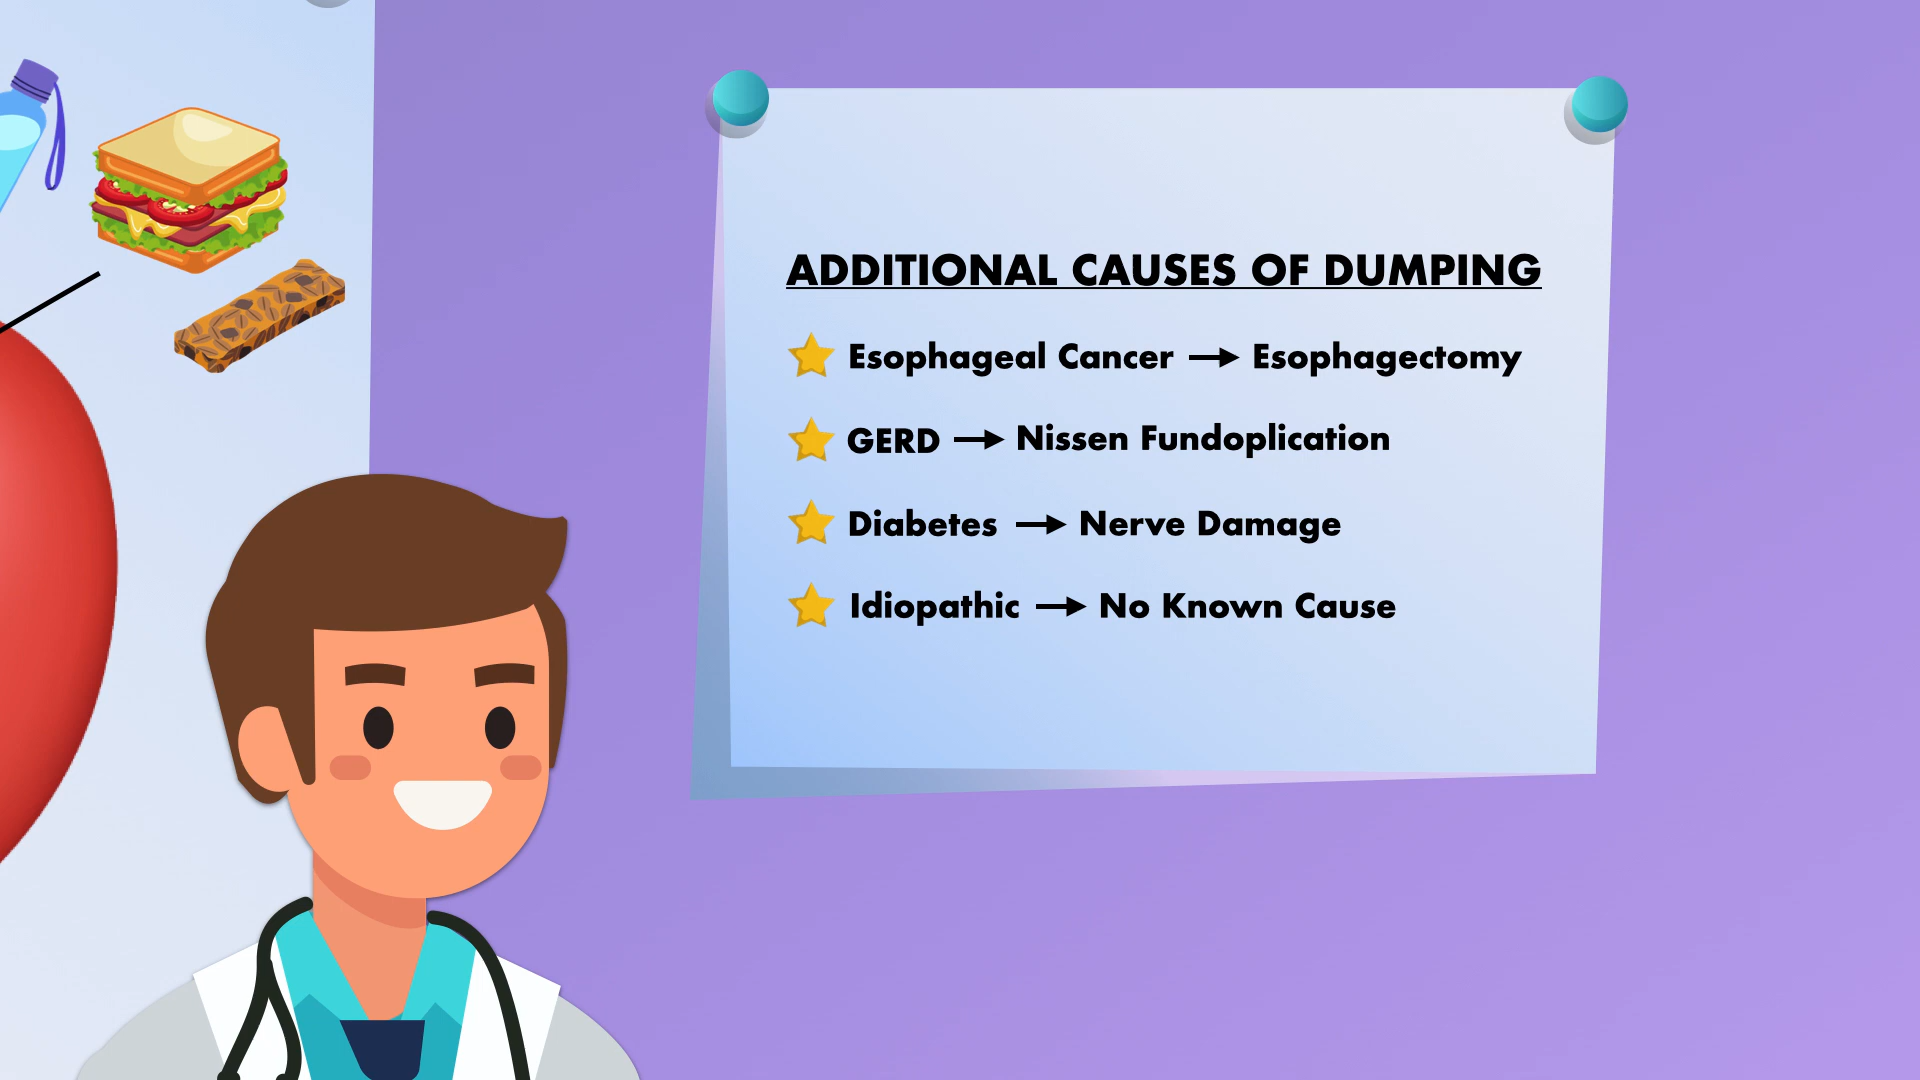 ADDITIONAL CAUSES OF DUMPING
Esophageal Cancer → Esophagectomy
GERD → Nissen Fundoplication
Diabetes → Nerve Damage
Idiopathic → No Known Cause